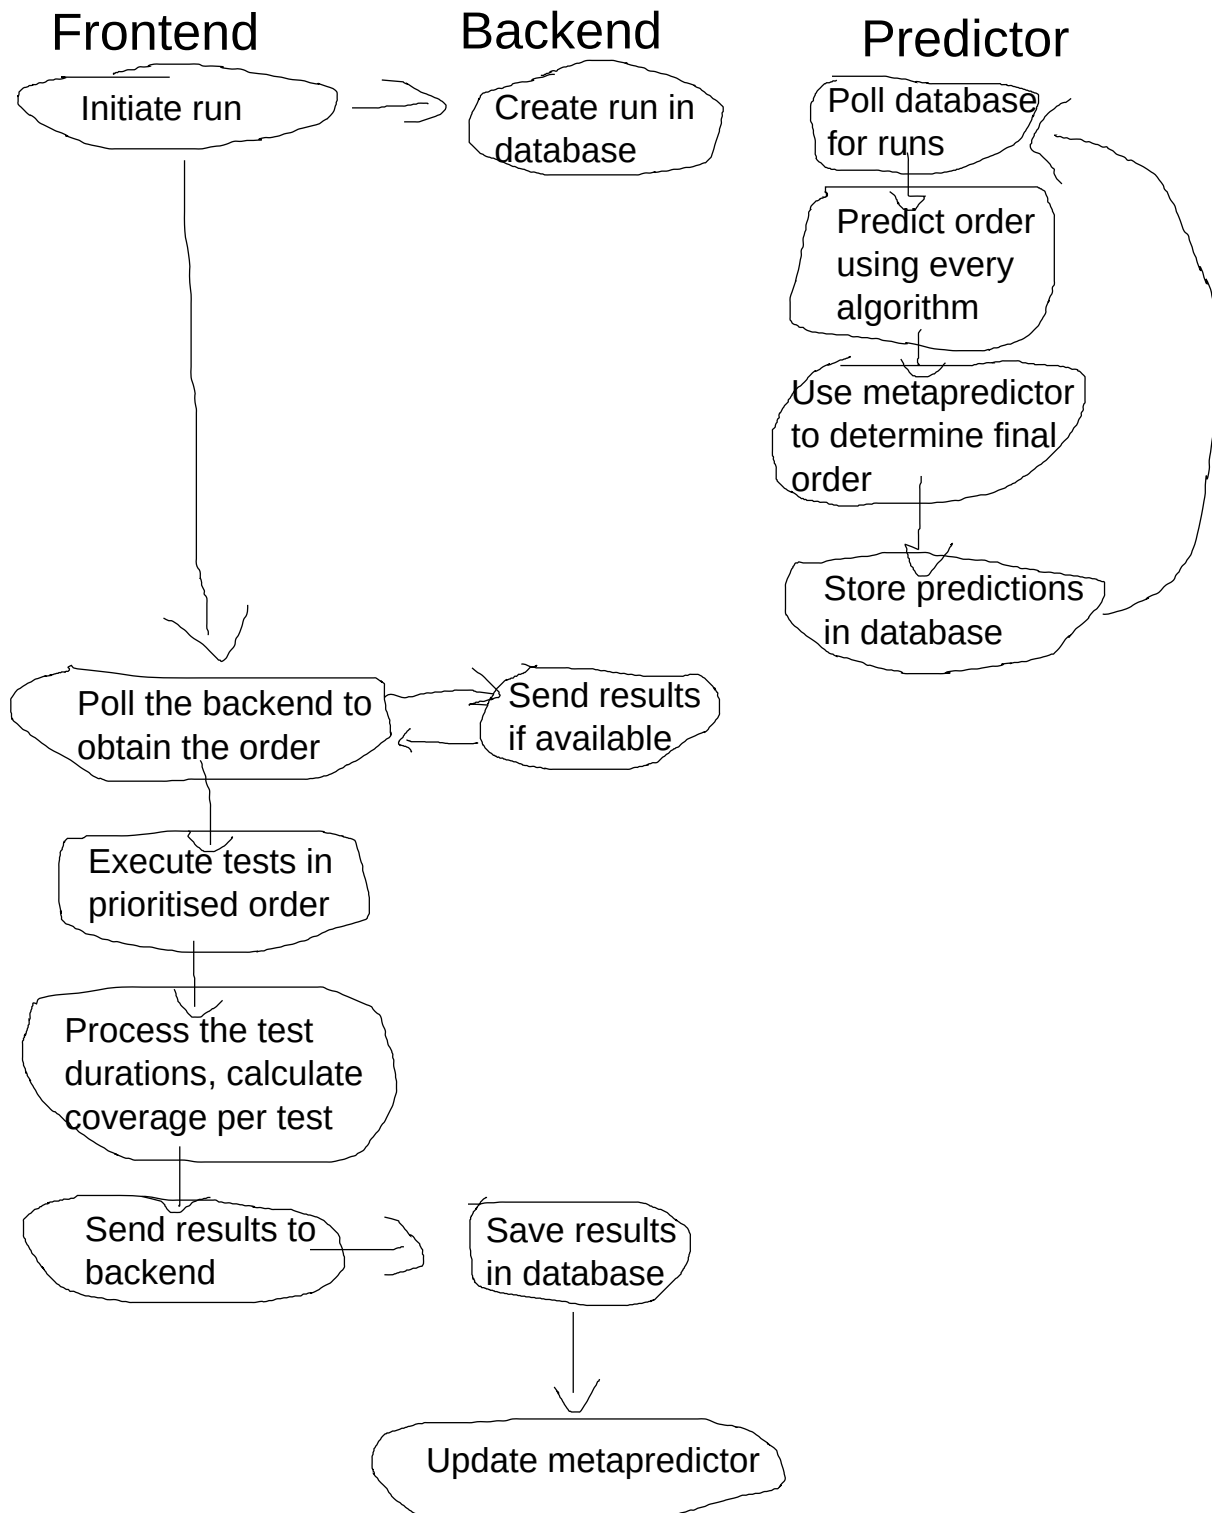 Frontend
Backend
Predictor
Initiate run
Create run in
database
Poll database
for runs
Predict order
using every
algorithm
Use metapredictor
to determine final
order
Store predictions
in database
Poll the backend to
obtain the order
Send results
if available
Execute tests in
prioritised order
Process the test
durations, calculate
coverage per test
Send results to
backend
Save results
in database
Update metapredictor